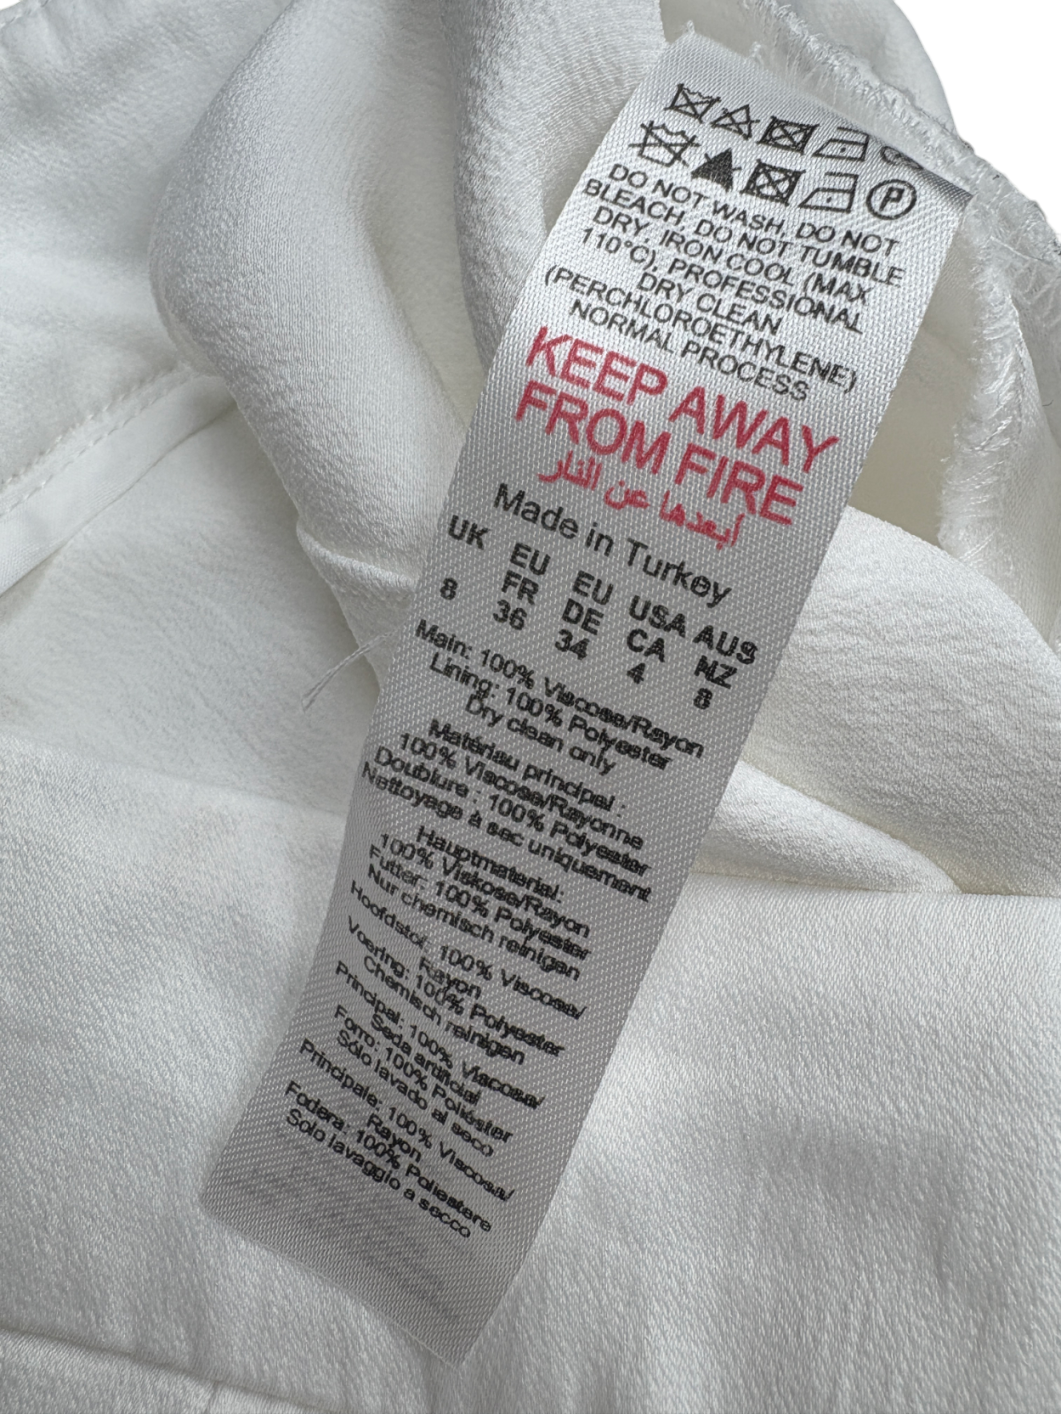 P
DO NOT WASH, DO NOT
BLEACH, DO NOT TUMBLE
DRY, IRON COOL (MAX
110°C), PROFESSIONAL
DRY CLEAN
(PERCHLOROETHYLENE)
NORMAL PROCESS
KEEP AWAY
FROM FIRE
أبعدها عن النار
Made in Turkey
UK EU EU USA AUS
FR DE CA NZ
8 36 34 4 8
Main: 100% Viscose/Rayon
Lining: 100% Polyester
Dry clean only
Matériau principal :
100% Viscose/Rayonne
Doublure : 100% Polyester
Nettoyage à sec uniquement
Hauptmaterial:
100% Viskose/Rayon
Futter: 100% Polyester
Nur chemisch reinigen
Hoofdstof: 100% Viscose/
Rayon
Voering: 100% Polyester
Chemisch reinigen
Principal: 100% Viscosa/
Seda artificial
Forro: 100% Poliéster
Sólo lavado al seco
Principale: 100% Viscosa/
Rayon
Fodera: 100% Poliestere
Solo lavaggio a secco